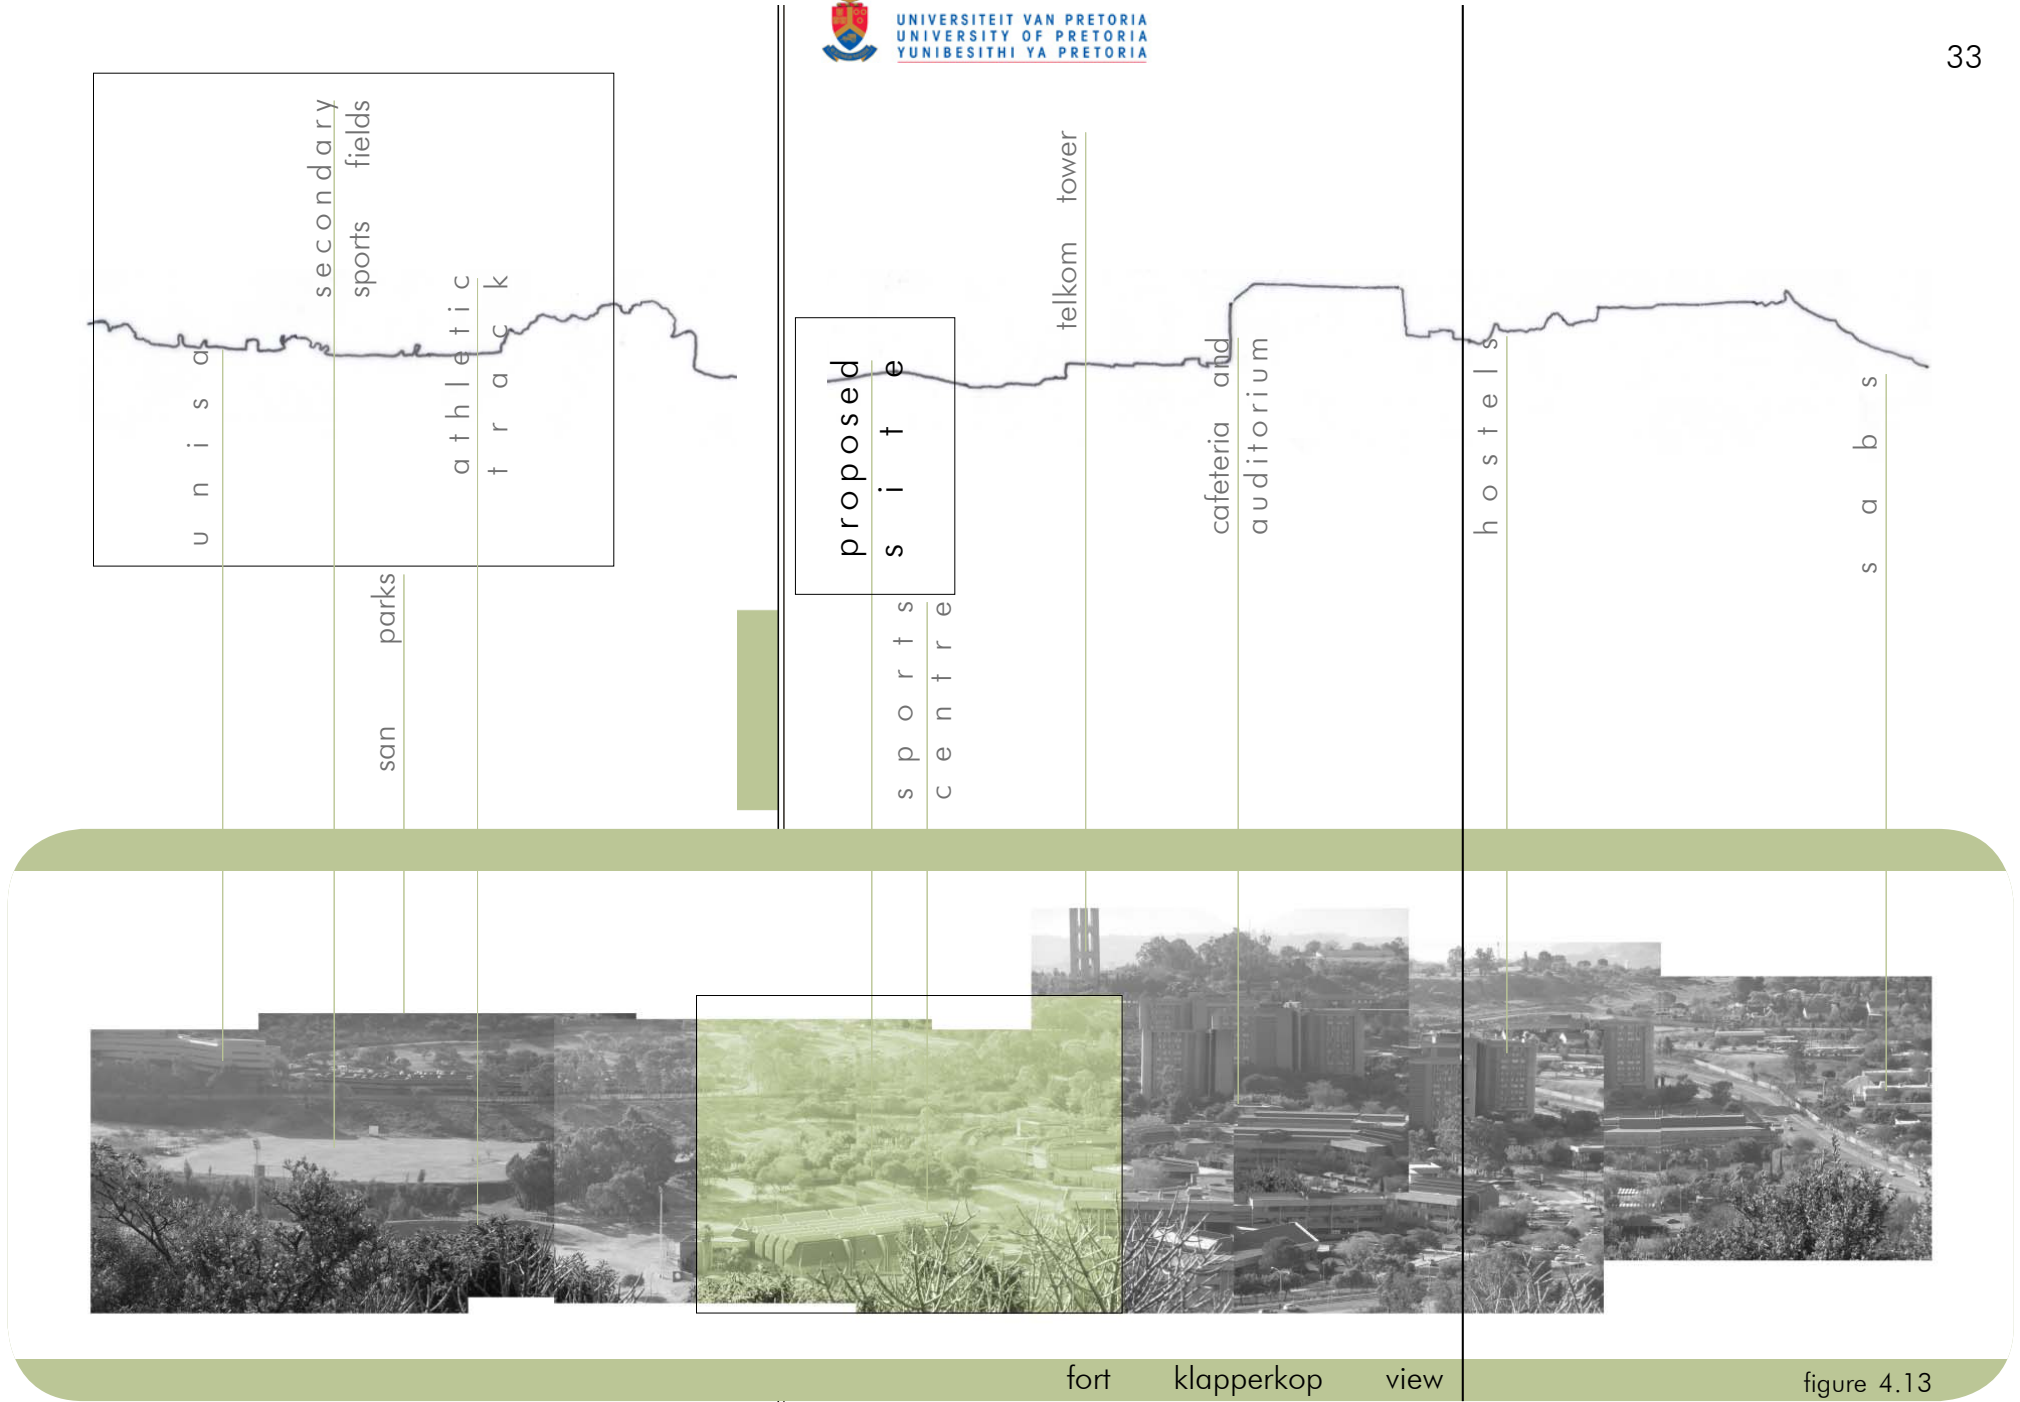 UNIVERSITEIT VAN PRETORIA
UNIVERSITY OF PRETORIA
YUNIBESITHI YA PRETORIA
33
secondary
sports fields
athletic
track
unisa
san parks
proposed
site
sports
centre
telkom tower
cafeteria and
auditorium
hostels
sabs
fort klapperkop view
figure 4.13